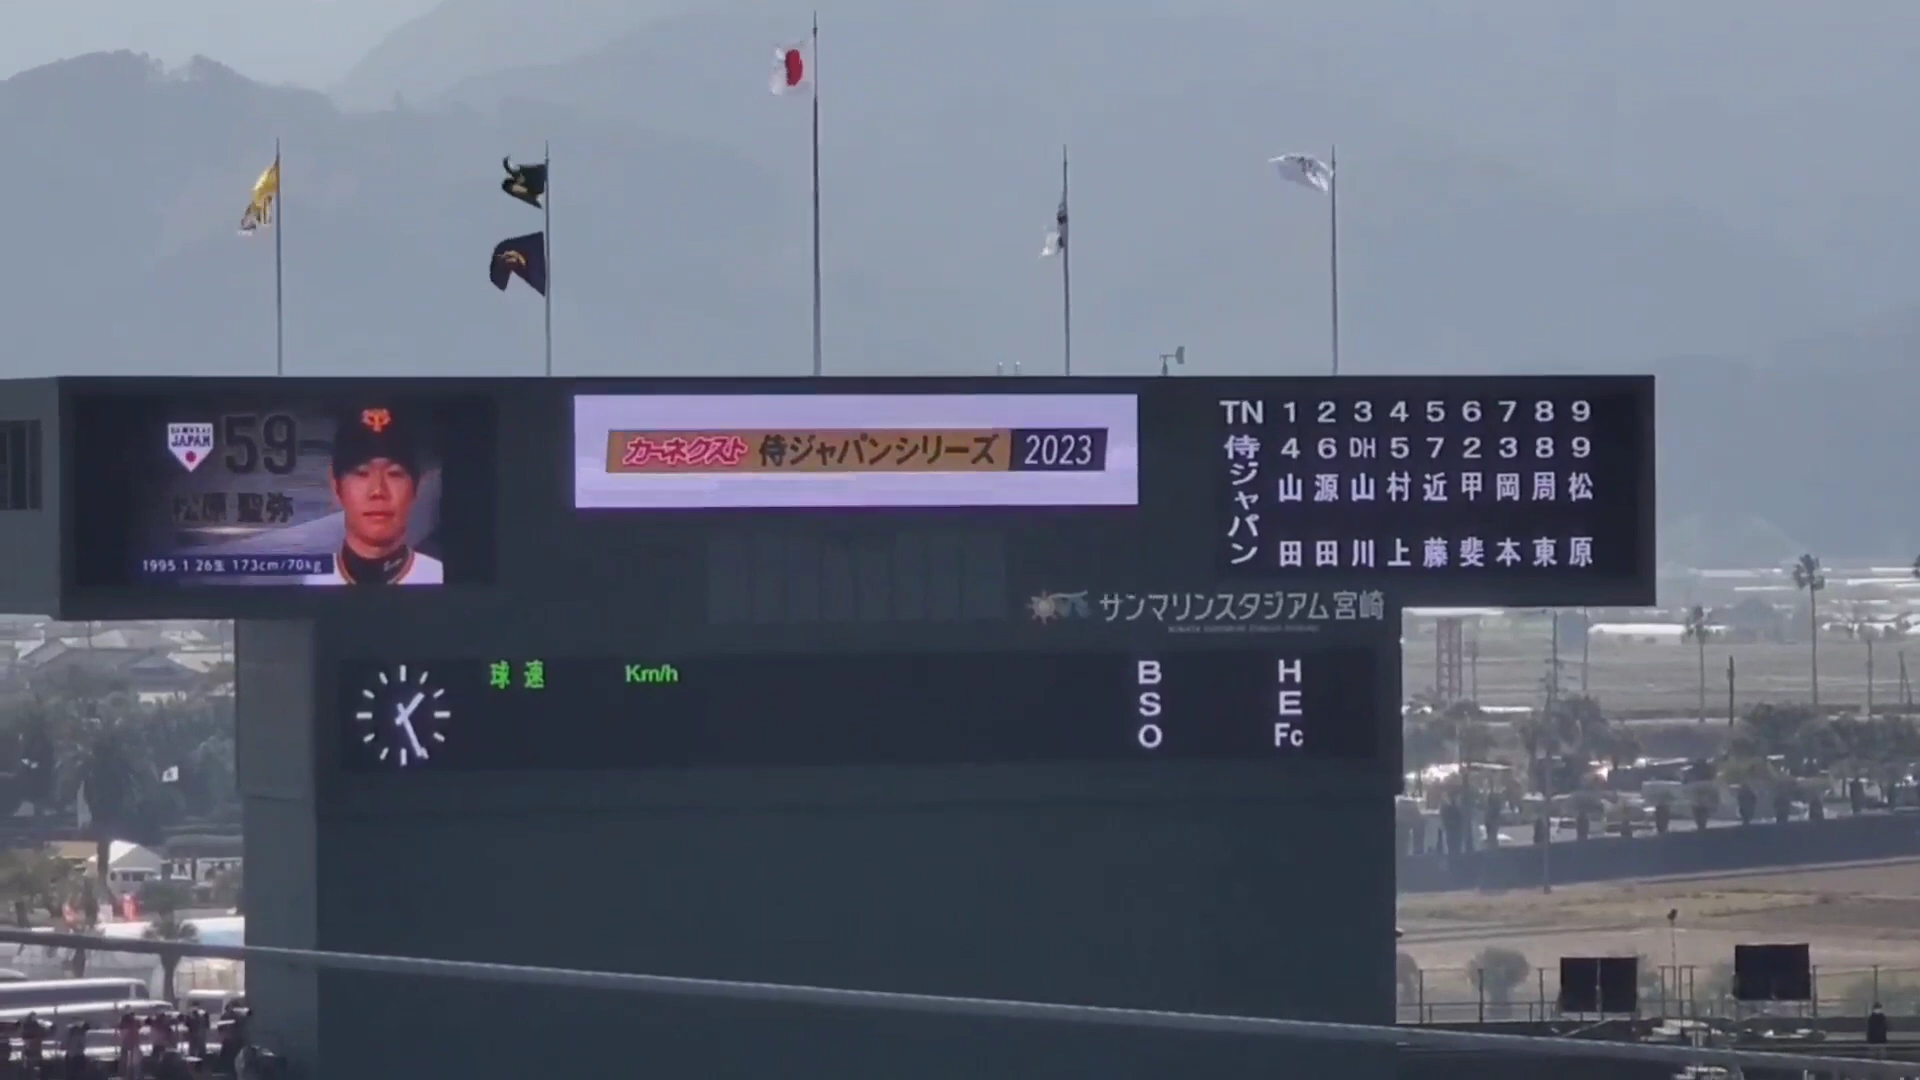 SAMURAI
JAPAN
59
松原 聖弥
1995.1.26生 173cm/70kg
カーネクスト 侍ジャパンシリーズ 2023
TN 1 2 3 4 5 6 7 8 9
侍ジャパン 4 6 DH 5 7 2 3 8 9
山田 源田 山川 村上 近藤 甲斐 岡本 周東 松原
サンマリンスタジアム宮崎
球速 Km/h
B H
S E
O Fc